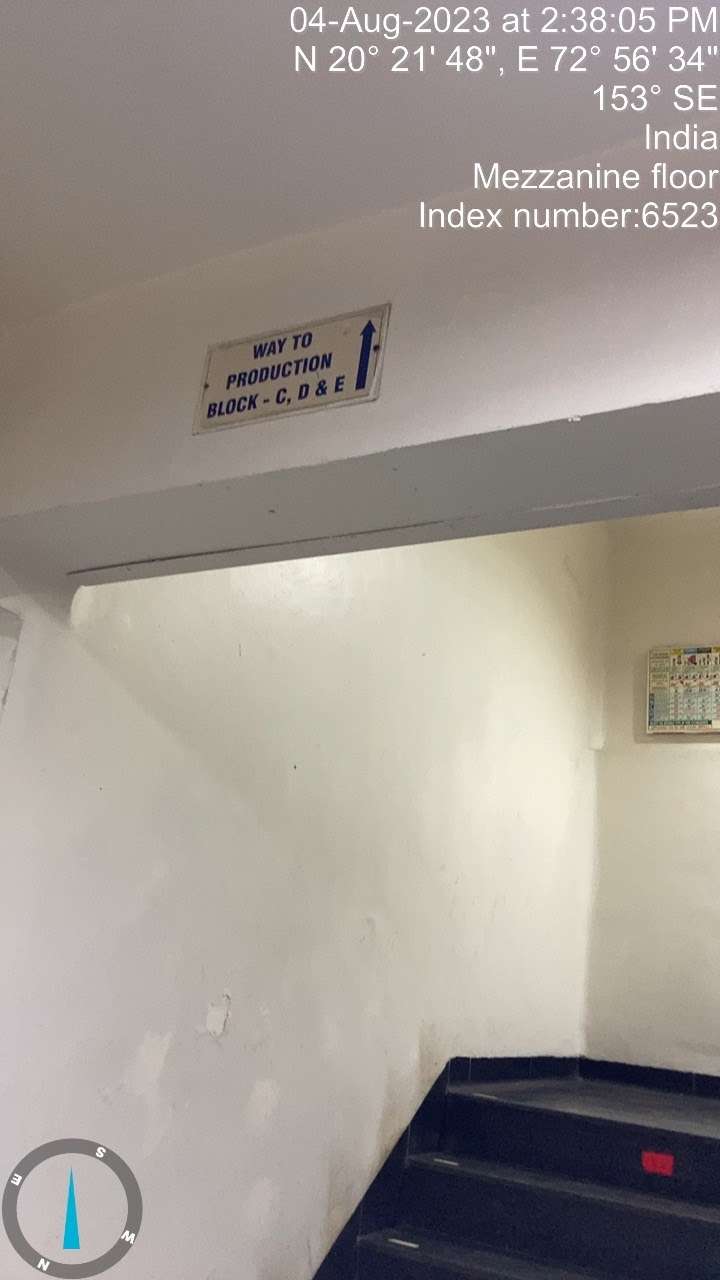 04-Aug-2023 at 2:38:05 PM
N 20° 21' 48", E 72° 56' 34"
153° SE
India
Mezzanine floor
Index number:6523
WAY TO
PRODUCTION
BLOCK - C, D & E
S
E
W
N